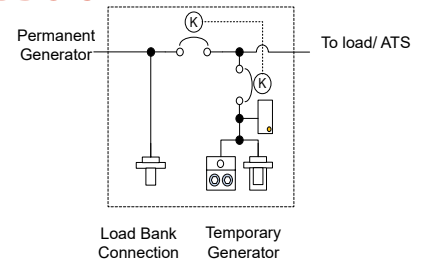 K
Permanent
Generator
To load/ ATS
K
Load Bank
Connection
Temporary
Generator